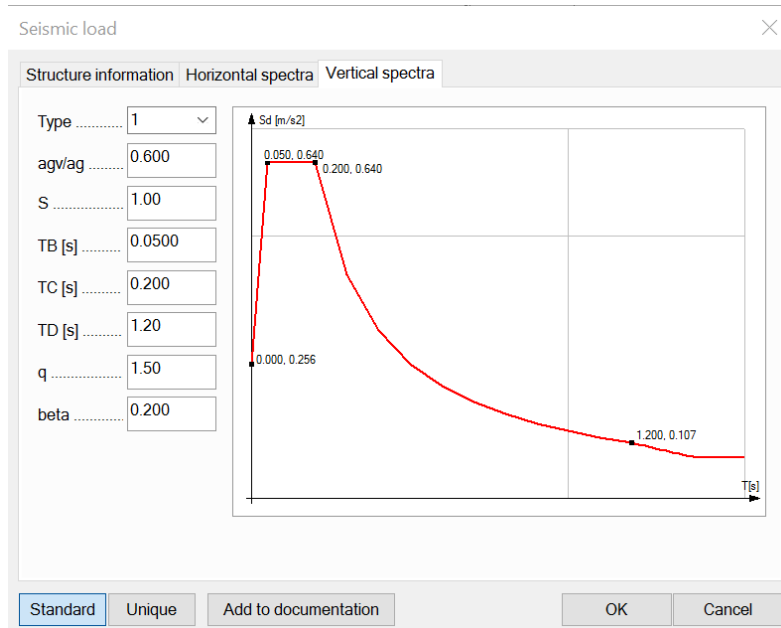 Seismic load
Structure information Horizontal spectra Vertical spectra
Type ........... 1
agv/ag ........ 0.600
S ................ 1.00
TB [s] ......... 0.0500
TC [s] ......... 0.200
TD [s] ......... 1.20
q ................. 1.50
beta ............ 0.200
Sd [m/s2]
0.050, 0.640
0.200, 0.640
0.000, 0.256
1.200, 0.107
T[s]
Standard Unique Add to documentation OK Cancel